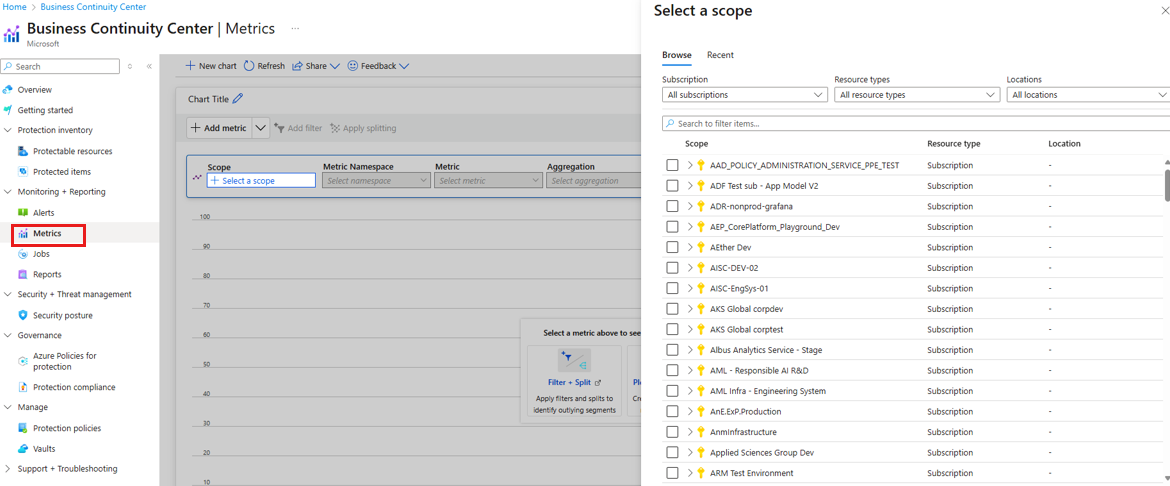 Home > Business Continuity Center
Business Continuity Center | Metrics ...
Microsoft
Search
Overview
Getting started
Protection inventory
Protectable resources
Protected items
Monitoring + Reporting
Alerts
Metrics
Jobs
Reports
Security + Threat management
Security posture
Governance
Azure Policies for
protection
Protection compliance
Manage
Protection policies
Vaults
Support + Troubleshooting
+ New chart Refresh Share Feedback
Chart Title
+ Add metric Add filter Apply splitting
Scope Metric Namespace Metric Aggregation
+ Select a scope Select namespace Select metric Select aggregation
100
90
80
70
60
50
40
30
20
10
Select a metric above to see
Filter + Split
Apply filters and splits to
identify outlying segments
Select a scope
Browse Recent
Subscription Resource types Locations
All subscriptions All resource types All locations
Search to filter items...
Scope Resource type Location
AAD_POLICY_ADMINISTRATION_SERVICE_PPE_TEST Subscription -
ADF Test sub - App Model V2 Subscription -
ADR-nonprod-grafana Subscription -
AEP_CorePlatform_Playground_Dev Subscription -
AEther Dev Subscription -
AISC-DEV-02 Subscription -
AISC-EngSys-01 Subscription -
AKS Global corpdev Subscription -
AKS Global corptest Subscription -
Albus Analytics Service - Stage Subscription -
AML - Responsible AI R&D Subscription -
AML Infra - Engineering System Subscription -
AnE.ExP.Production Subscription -
AnmInfrastructure Subscription -
Applied Sciences Group Dev Subscription -
ARM Test Environment Subscription -